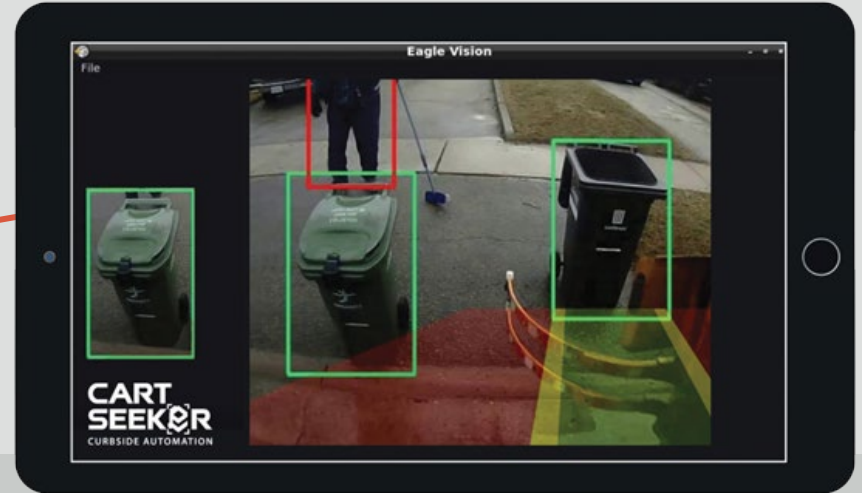 Eagle Vision
File
CART
SEEKER
CURBSIDE AUTOMATION